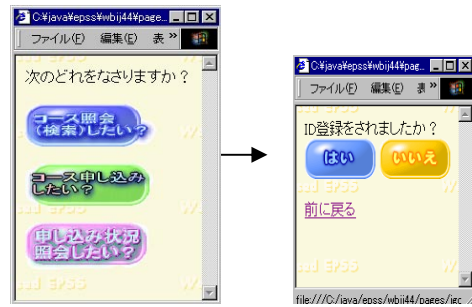 C:¥java¥epss¥wbij44¥page...
ファイル(F) 編集(E) 表 »
次のどれをなさりますか？
コース照会
(検索)したい？
コース申し込み
したい？
申し込み状況
照会したい？
C:¥java¥epss¥wbij44¥pag...
ファイル(F) 編集(E) 表 »
ID登録をされましたか？
はい いいえ
前に戻る
file:///C:/java/epss/wbij44/pages/jgc